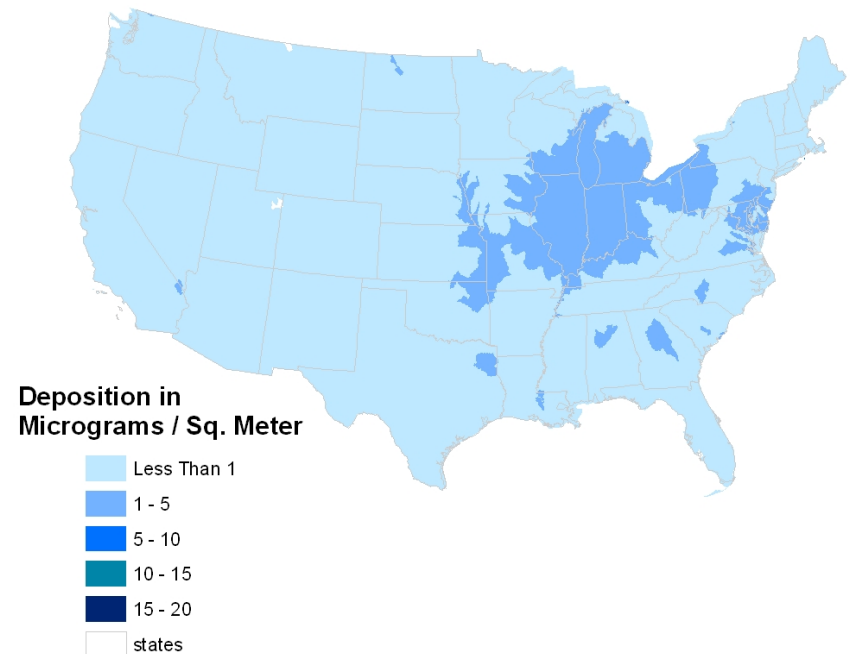 Deposition in
Micrograms / Sq. Meter
Less Than 1
1 - 5
5 - 10
10 - 15
15 - 20
states